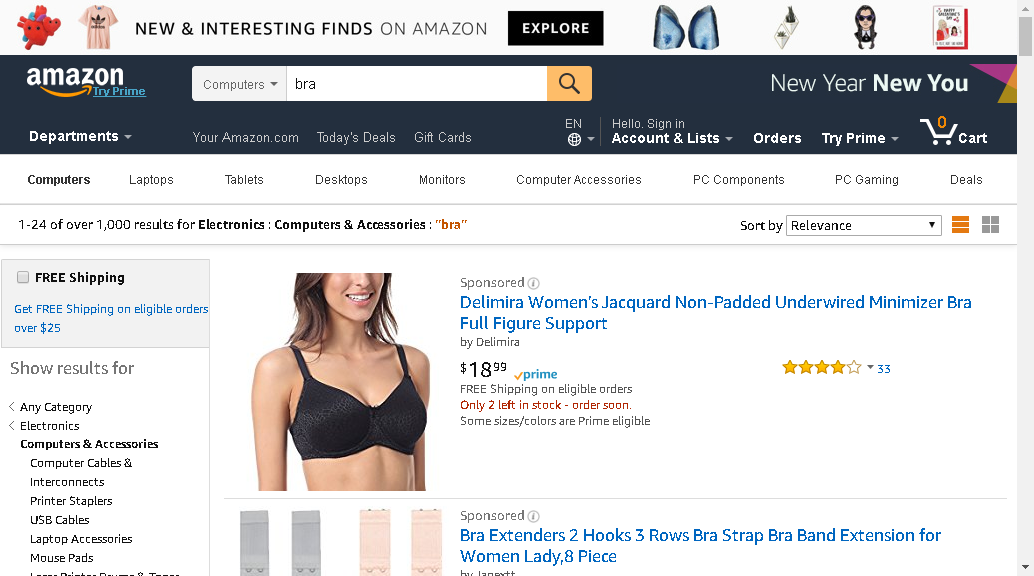 NEW & INTERESTING FINDS ON AMAZON EXPLORE
amazon
Try Prime
Computers bra
New Year New You
Departments
Your Amazon.com Today's Deals Gift Cards
EN
Hello. Sign in
Account & Lists Orders Try Prime 0 Cart
Computers Laptops Tablets Desktops Monitors Computer Accessories PC Components PC Gaming Deals
1-24 of over 1,000 results for Electronics : Computers & Accessories : "bra"
Sort by Relevance
FREE Shipping
Get FREE Shipping on eligible orders
over $25
Show results for
Any Category
Electronics
Computers & Accessories
Computer Cables &
Interconnects
Printer Staplers
USB Cables
Laptop Accessories
Mouse Pads
Sponsored
Delimira Women's Jacquard Non-Padded Underwired Minimizer Bra
Full Figure Support
by Delimira
$18 99 prime
33
FREE Shipping on eligible orders
Only 2 left in stock - order soon.
Some sizes/colors are Prime eligible
Sponsored
Bra Extenders 2 Hooks 3 Rows Bra Strap Bra Band Extension for
Women Lady,8 Piece